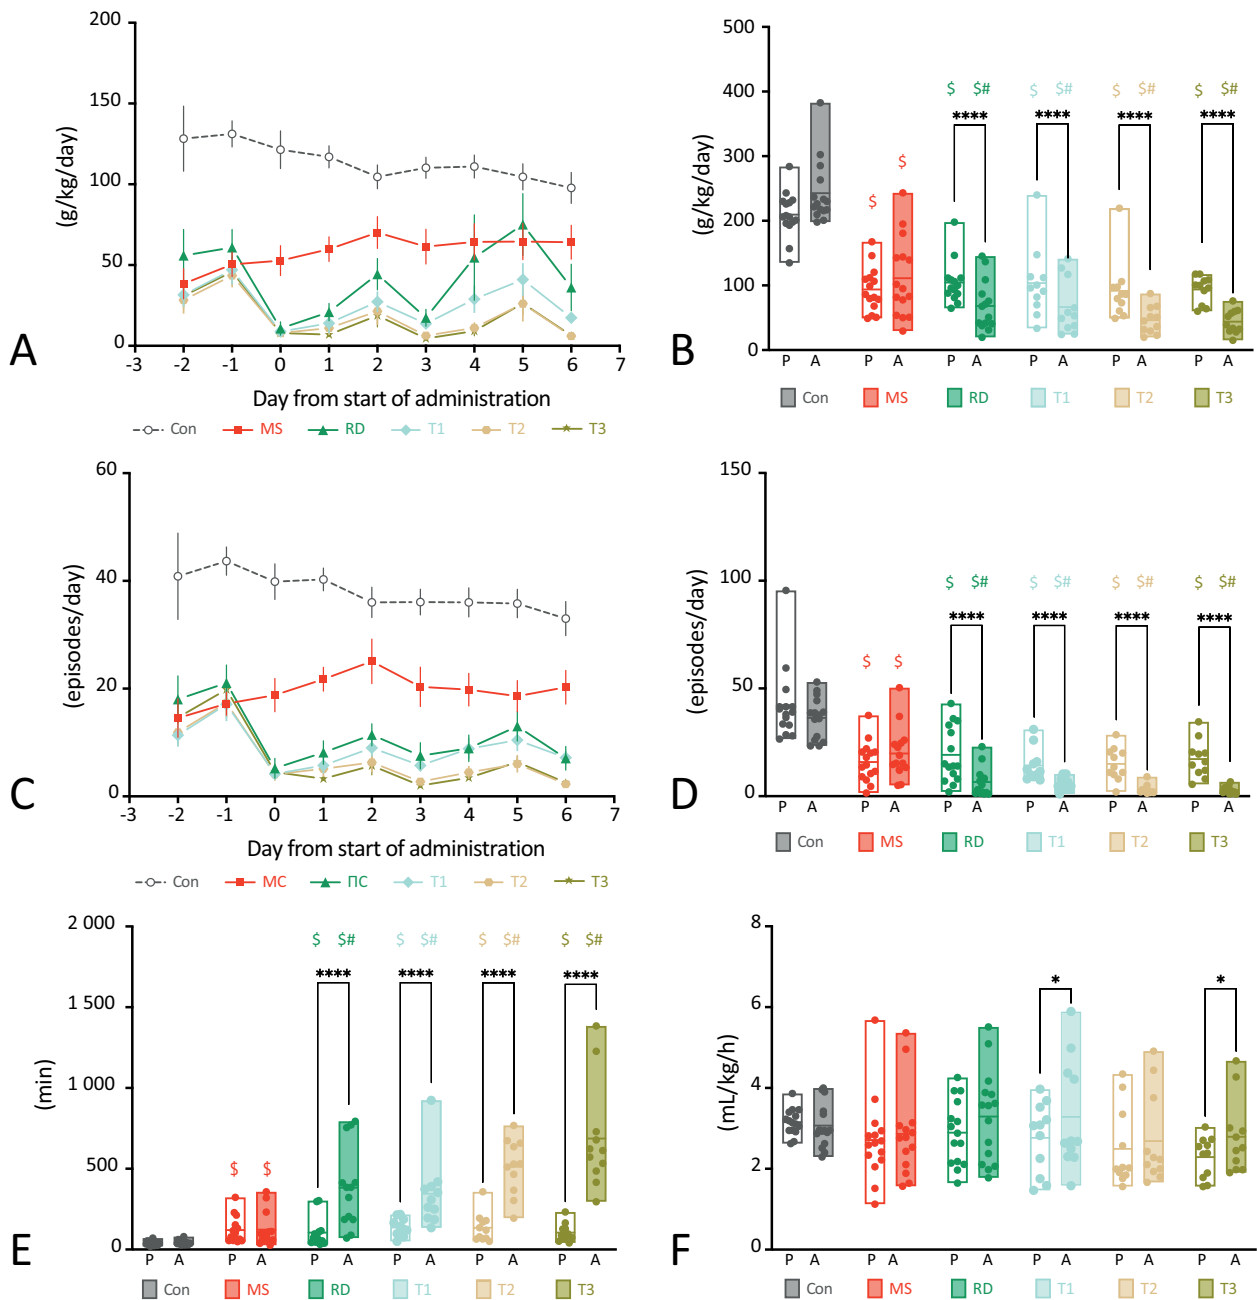 200
150
100
50
0
(g/kg/day)
-3 -2 -1 0 1 2 3 4 5 6 7
Day from start of administration
Con MS RD T1 T2 T3
A
500
400
300
200
100
0
(g/kg/day)
$ $# $ $# $ $# $ $#
**** **** **** ****
$ $
P A P A P A P A P A P A
Con MS RD T1 T2 T3
B
60
40
20
0
(episodes/day)
-3 -2 -1 0 1 2 3 4 5 6 7
Day from start of administration
Con МС ПС T1 T2 T3
C
150
100
50
0
(episodes/day)
$ $# $ $# $ $# $ $#
**** **** **** ****
$ $
P A P A P A P A P A P A
Con MS RD T1 T2 T3
D
2 000
1 500
1 000
500
0
(min)
$ $# $ $# $ $# $ $#
**** **** **** ****
$ $
P A P A P A P A P A P A
Con MS RD T1 T2 T3
E
8
6
4
2
0
(mL/kg/h)
* *
P A P A P A P A P A P A
Con MS RD T1 T2 T3
F